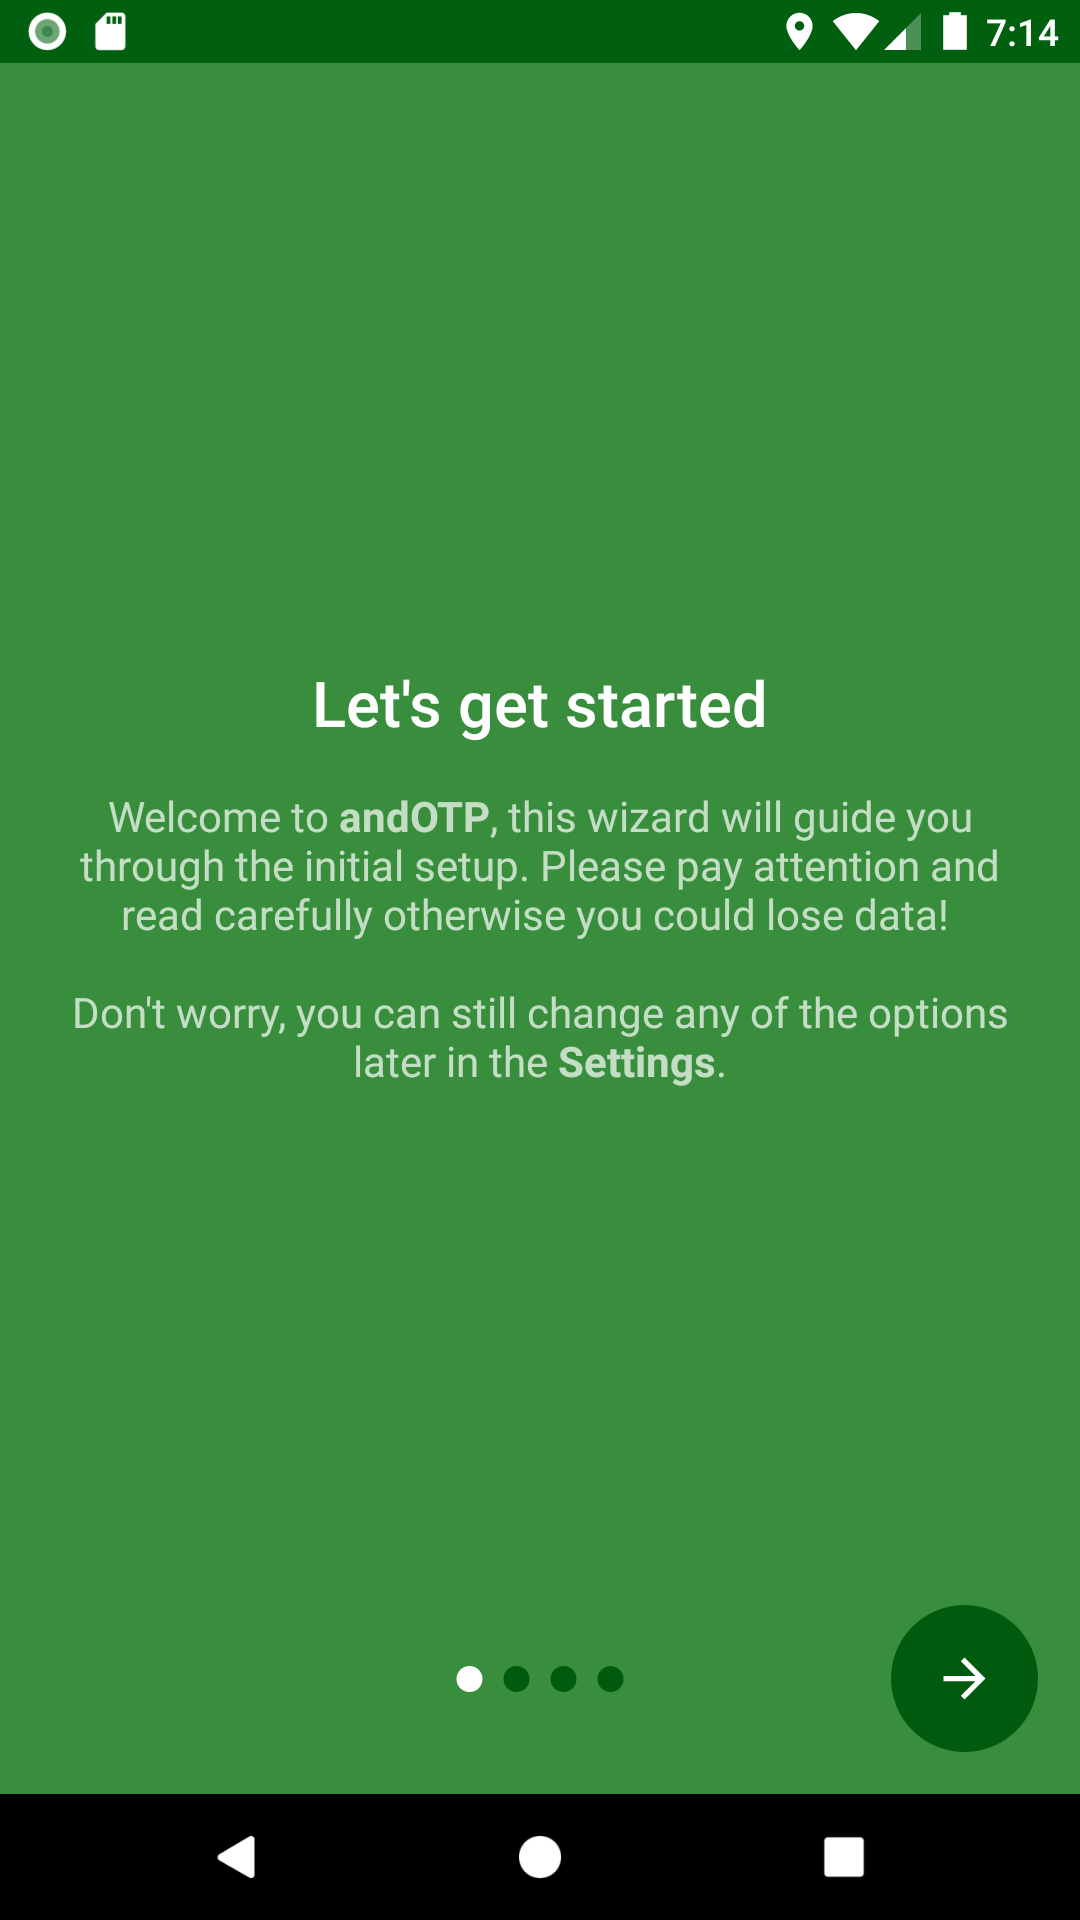 7:14
Let's get started
Welcome to andOTP, this wizard will guide you
through the initial setup. Please pay attention and
read carefully otherwise you could lose data!
Don't worry, you can still change any of the options
later in the Settings.